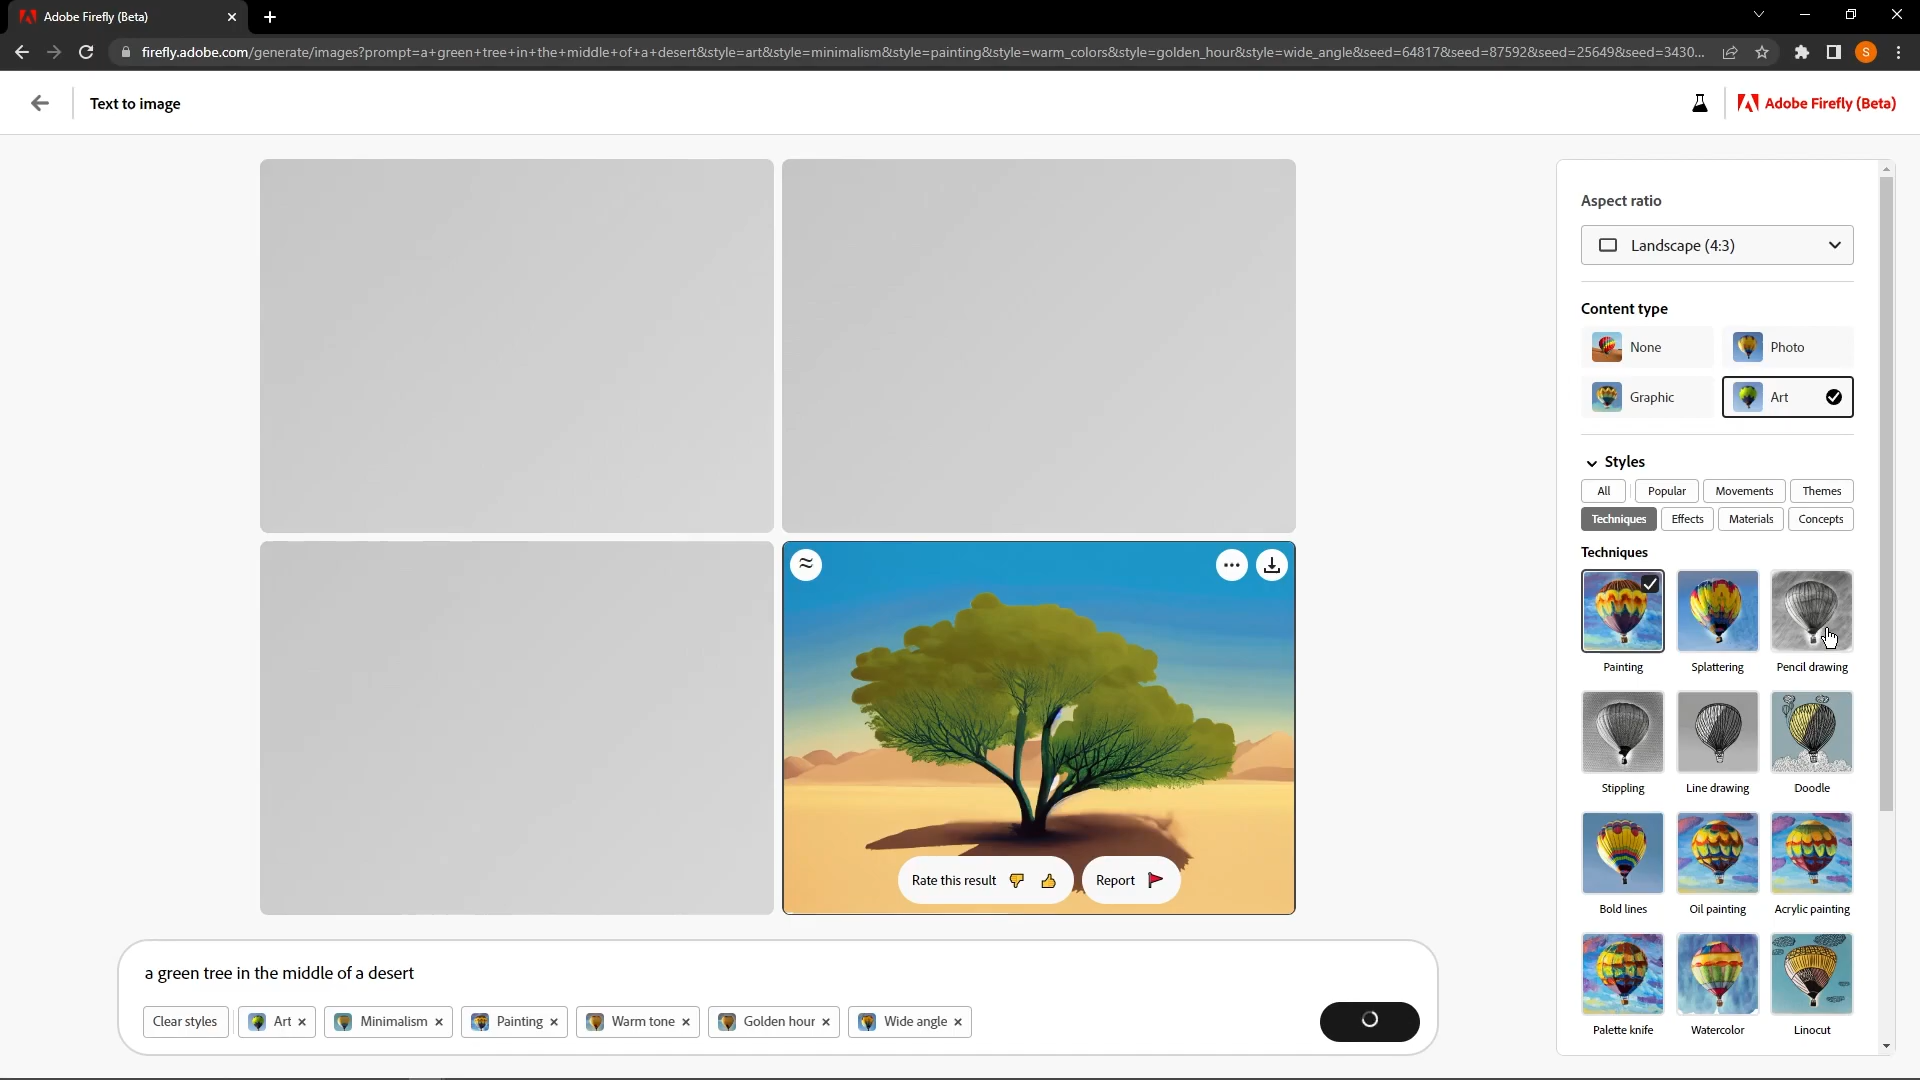 Adobe Firefly (Beta)
firefly.adobe.com/generate/images?prompt=a+green+tree+in+the+middle+of+a+desert&style=art&style=minimalism&style=painting&style=warm_colors&style=golden_hour&style=wide_angle&seed=64817&seed=87592&seed=25649&seed=3430...
S
Text to image
Adobe Firefly (Beta)
Aspect ratio
Landscape (4:3)
Content type
None
Photo
Graphic
Art
Styles
All
Popular
Movements
Themes
Techniques
Effects
Materials
Concepts
Techniques
Painting
Splattering
Pencil drawing
Stippling
Line drawing
Doodle
Bold lines
Oil painting
Acrylic painting
Palette knife
Watercolor
Linocut
Rate this result
Report
a green tree in the middle of a desert
Clear styles
Art
Minimalism
Painting
Warm tone
Golden hour
Wide angle